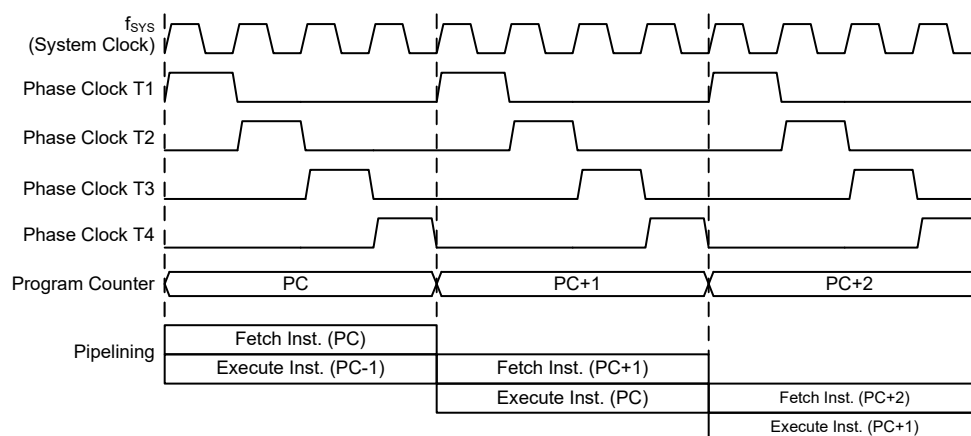 fSYS
(System Clock)
Phase Clock T1
Phase Clock T2
Phase Clock T3
Phase Clock T4
Program Counter PC PC+1 PC+2
Pipelining
Fetch Inst. (PC)
Execute Inst. (PC-1) Fetch Inst. (PC+1)
Execute Inst. (PC) Fetch Inst. (PC+2)
Execute Inst. (PC+1)